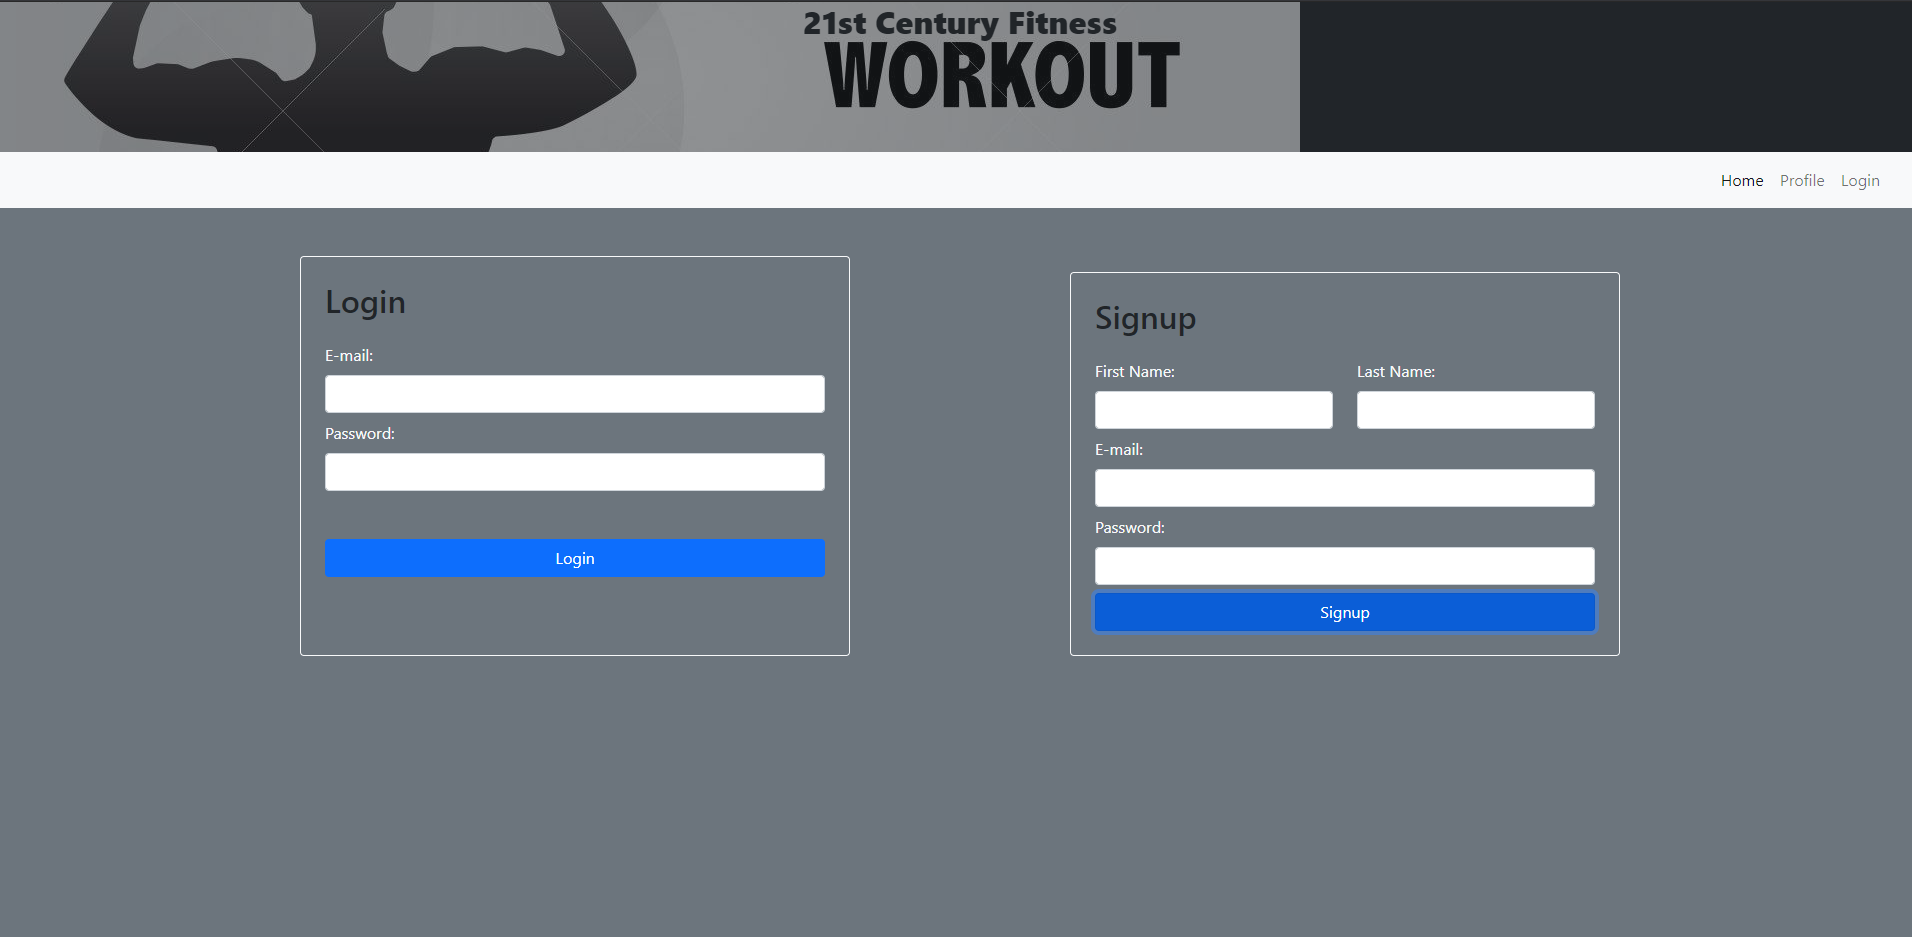 21st Century Fitness
WORKOUT
Home Profile Login
Login
E-mail:
Password:
Login
Signup
First Name: Last Name:
E-mail:
Password:
Signup